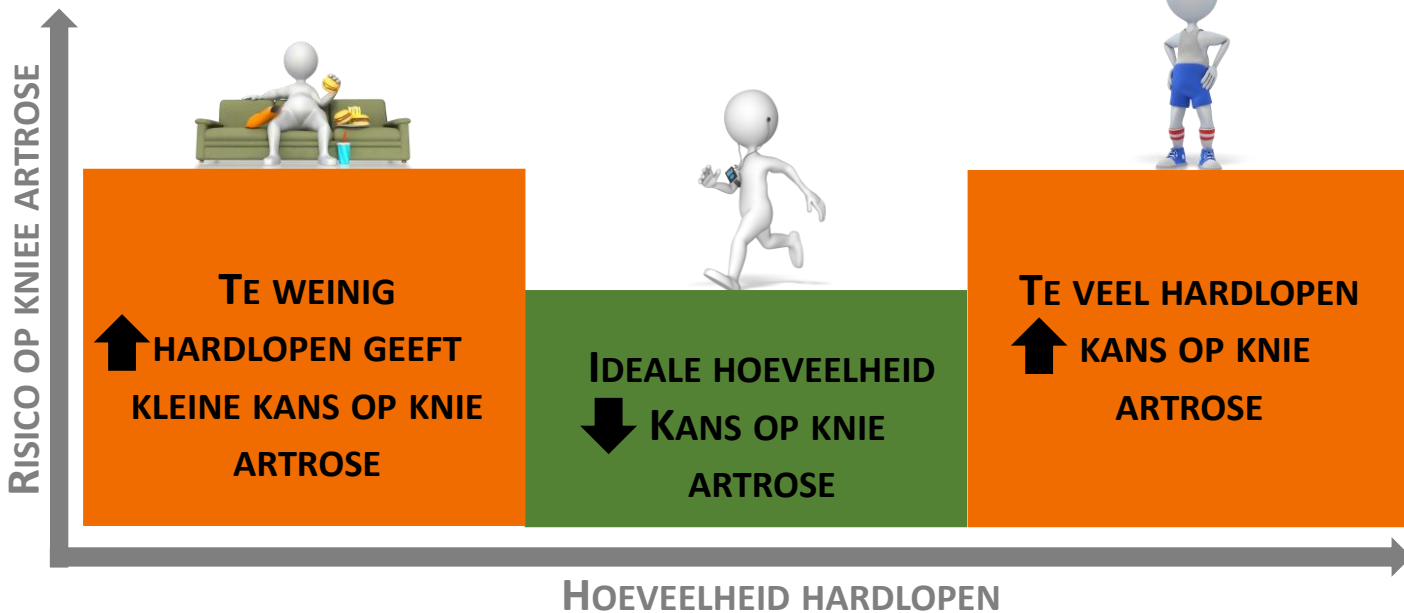 RISICO OP KNIEE ARTROSE
TE WEINIG
HARDLOPEN GEEFT
KLEINE KANS OP KNIE
ARTROSE
IDEALE HOEVEELHEID
KANS OP KNIE
ARTROSE
TE VEEL HARDLOPEN
KANS OP KNIE
ARTROSE
HOEVEELHEID HARDLOPEN